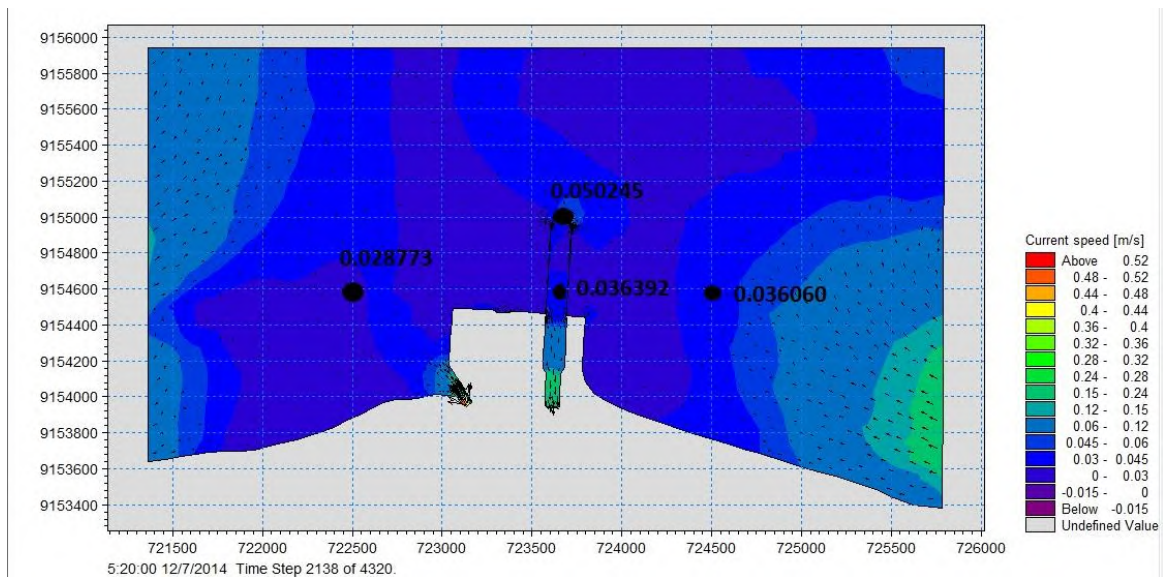 9156000
9155800
9155600
9155400
9155200
9155000
9154800
9154600
9154400
9154200
9154000
9153800
9153600
9153400
0.050245
0.028773
0.036392
0.036060
721500 722000 722500 723000 723500 724000 724500 725000 725500 726000
5:20:00 12/7/2014 Time Step 2138 of 4320.
Current speed [m/s]
Above 0.52
0.48 - 0.52
0.44 - 0.48
0.4 - 0.44
0.36 - 0.4
0.32 - 0.36
0.28 - 0.32
0.24 - 0.28
0.15 - 0.24
0.12 - 0.15
0.06 - 0.12
0.045 - 0.06
0.03 - 0.045
0 - 0.03
-0.015 - 0
Below -0.015
Undefined Value